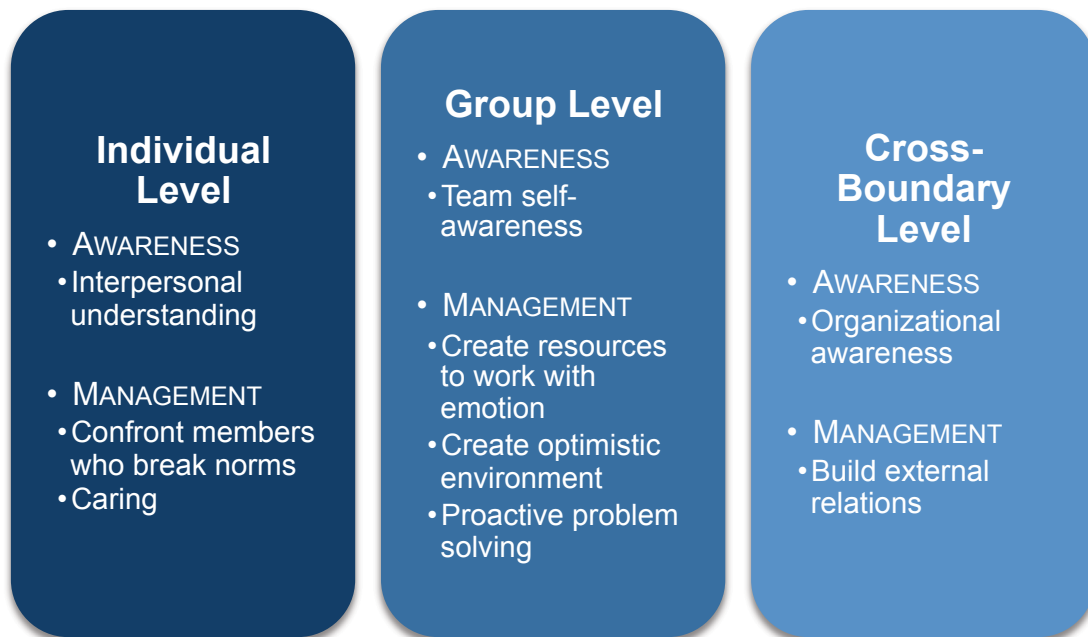 Individual
Level
• AWARENESS
• Interpersonal
understanding
• MANAGEMENT
• Confront members
who break norms
• Caring
Group Level
• AWARENESS
• Team self-
awareness
• MANAGEMENT
• Create resources
to work with
emotion
• Create optimistic
environment
• Proactive problem
solving
Cross-
Boundary
Level
• AWARENESS
• Organizational
awareness
• MANAGEMENT
• Build external
relations